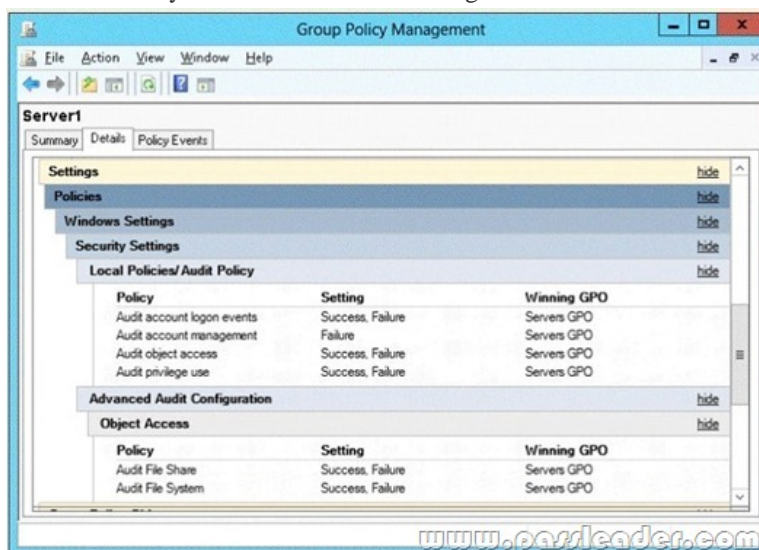 Group Policy Management
File Action View Window Help
Server1
Summary Details Policy Events
Settings hide
Policies hide
Windows Settings hide
Security Settings hide
Local Policies/Audit Policy hide
Policy Setting Winning GPO
Audit account logon events Success, Failure Servers GPO
Audit account management Failure Servers GPO
Audit object access Success, Failure Servers GPO
Audit privilege use Success, Failure Servers GPO
Advanced Audit Configuration hide
Object Access hide
Policy Setting Winning GPO
Audit File Share Success, Failure Servers GPO
Audit File System Success, Failure Servers GPO
www.passleader.com